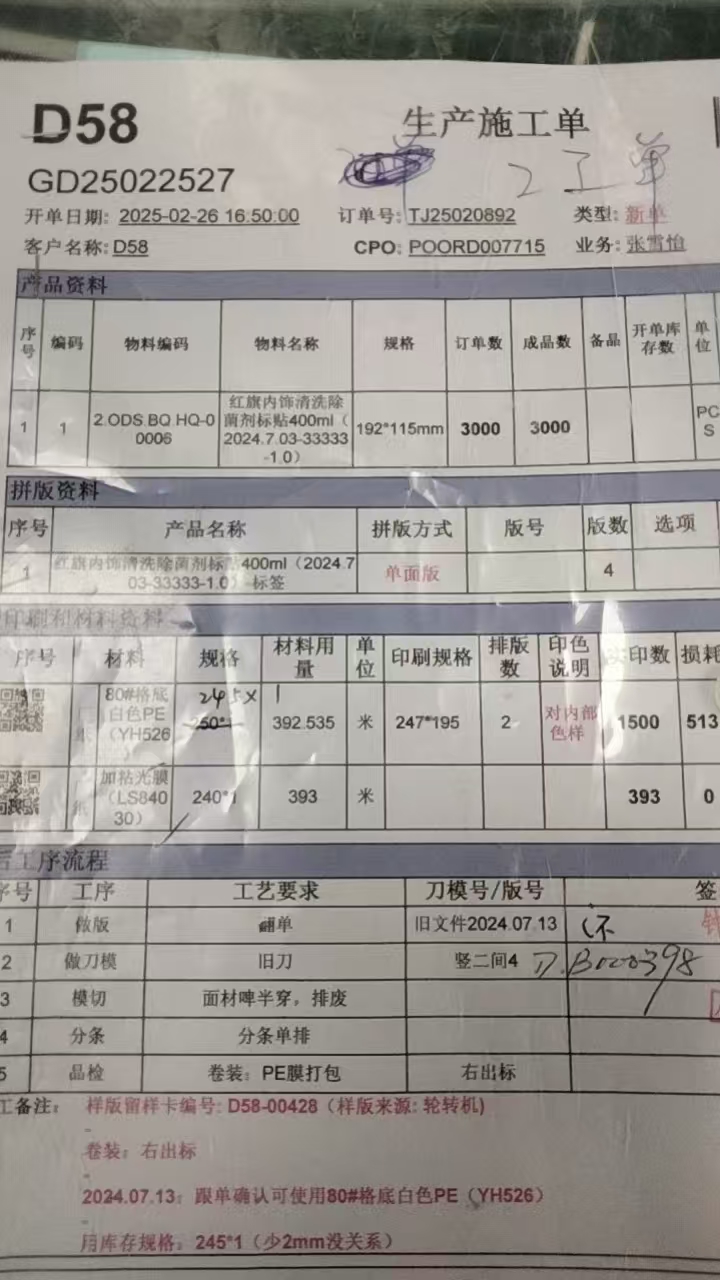 D58
生产施工单
GD25022527
单
工单
开单日期: 2025-02-26 16:50:00 订单号: TJ25020892 类型: 新单
客户名称: D58 CPO: POORD007715 业务: 张雪怡
产品资料
序号 编码 物料编码 物料名称 规格 订单数 成品数 备品 开单库存数 单位
1 1 2.ODS.BQ.HQ-00006 红旗内饰清洗除菌剂标贴400ml(2024.7.03-33333-1.0) 192*115mm 3000 3000 PCS
拼版资料
序号 产品名称 拼版方式 版号 版数 选项
1 红旗内饰清洗除菌剂标贴400ml(2024.7.03-33333-1.0)-标签 单面版 4
印刷和材料资料
序号 材料 规格 材料用量 单位 印刷规格 排版数 印色说明 印数 损耗
245×1
80#格底白色PE(YH526 250*1 392.535 米 247*195 2 对内部色样 1500 513
纸
加粘光膜(LS84030) 240*1 393 米 393 0
纸
后工序流程
序号 工序 工艺要求 刀模号/版号 签
1 做版 翻单 旧文件2024.07.13
2 做刀模 旧刀 竖二间4 D.B000398
3 模切 面材啤半穿，排废
4 分条 分条单排
5 品检 卷装：PE膜打包 右出标
工备注： 样版留样卡编号: D58-00428（样版来源: 轮转机)
-
卷装：右出标
-
2024.07.13：跟单确认可使用80#格底白色PE（YH526）
-
用库存规格：245*1（少2mm没关系）